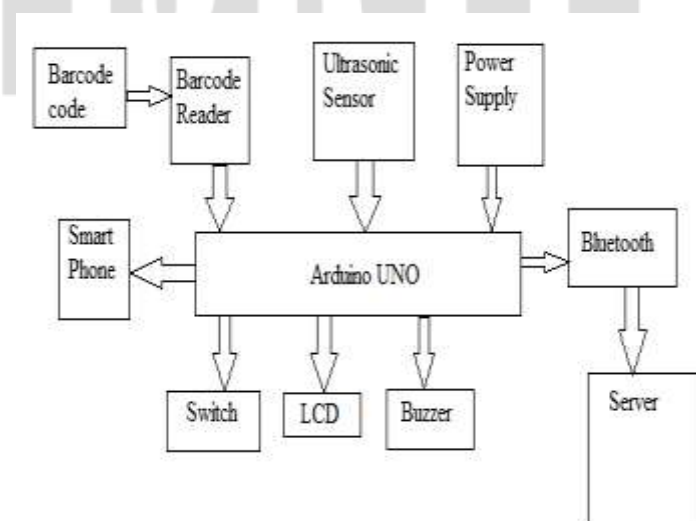 Barcode
code
Barcode
Reader
Ultrasonic
Sensor
Power
Supply
Smart
Phone
Arduino UNO
Bluetooth
Switch
LCD
Buzzer
Server